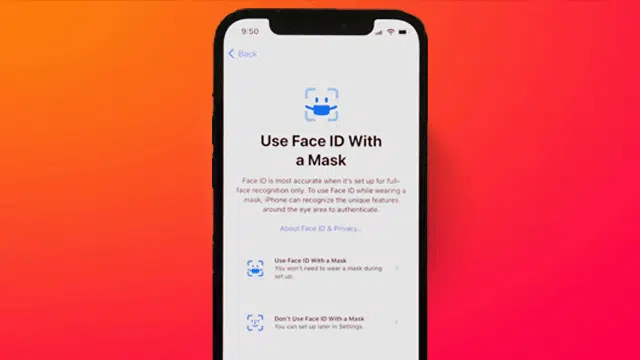 9:50
Back
Use Face ID With
a Mask
Face ID is most accurate when it's set up for full-
face recognition only. To use Face ID while wearing a
mask, iPhone can recognize the unique features
around the eye area to authenticate.
About Face ID & Privacy...
Use Face ID With a Mask
You won't need to wear a mask during
set up.
Don't Use Face ID With a Mask
You can set up later in Settings.